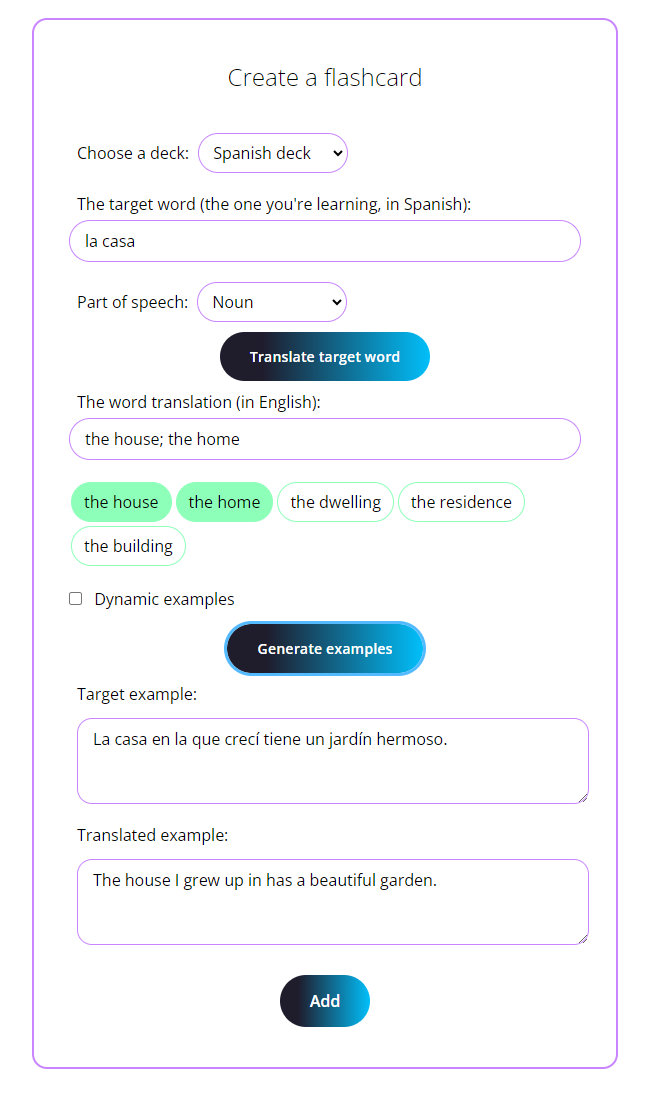 Create a flashcard
Choose a deck: Spanish deck
The target word (the one you're learning, in Spanish):
la casa
Part of speech: Noun
Translate target word
The word translation (in English):
the house; the home
the house the home the dwelling the residence
the building
Dynamic examples
Generate examples
Target example:
La casa en la que crecí tiene un jardín hermoso.
Translated example:
The house I grew up in has a beautiful garden.
Add